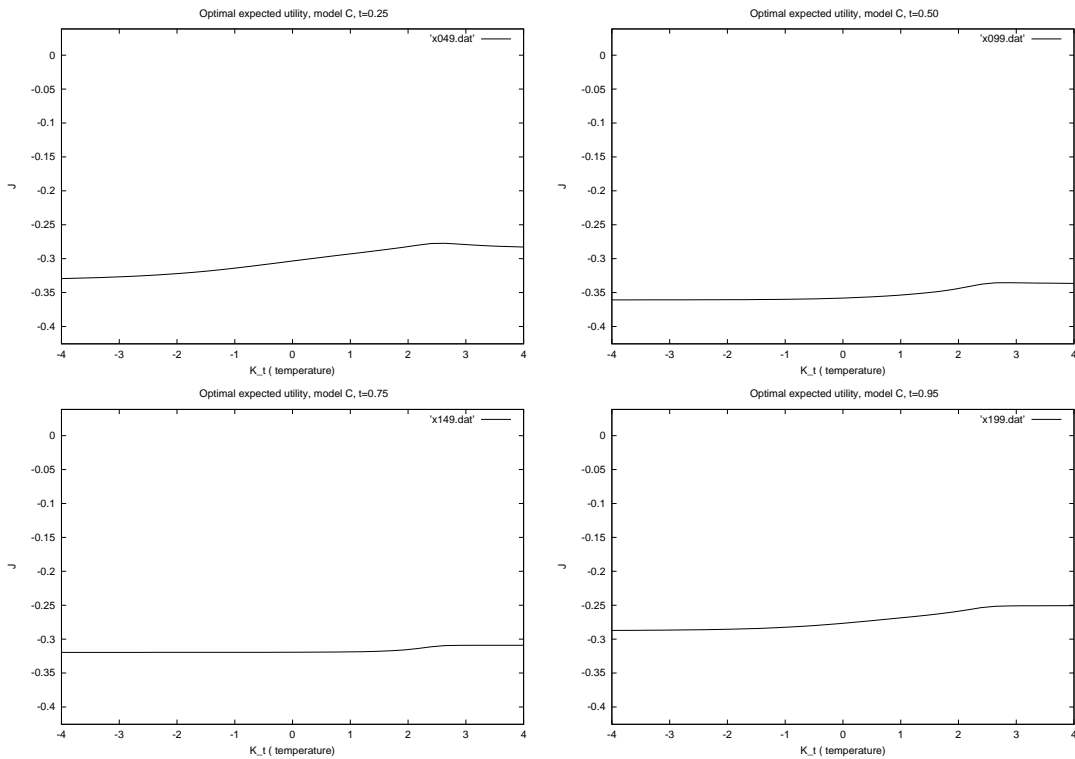 Optimal expected utility, model C, t=0.25
'x049.dat'
0
-0.05
-0.1
-0.15
-0.2
-0.25
-0.3
-0.35
-0.4
J
-4 -3 -2 -1 0 1 2 3 4
K_t ( temperature)
Optimal expected utility, model C, t=0.50
'x099.dat'
0
-0.05
-0.1
-0.15
-0.2
-0.25
-0.3
-0.35
-0.4
J
-4 -3 -2 -1 0 1 2 3 4
K_t ( temperature)
Optimal expected utility, model C, t=0.75
'x149.dat'
0
-0.05
-0.1
-0.15
-0.2
-0.25
-0.3
-0.35
-0.4
J
-4 -3 -2 -1 0 1 2 3 4
K_t ( temperature)
Optimal expected utility, model C, t=0.95
'x199.dat'
0
-0.05
-0.1
-0.15
-0.2
-0.25
-0.3
-0.35
-0.4
J
-4 -3 -2 -1 0 1 2 3 4
K_t ( temperature)